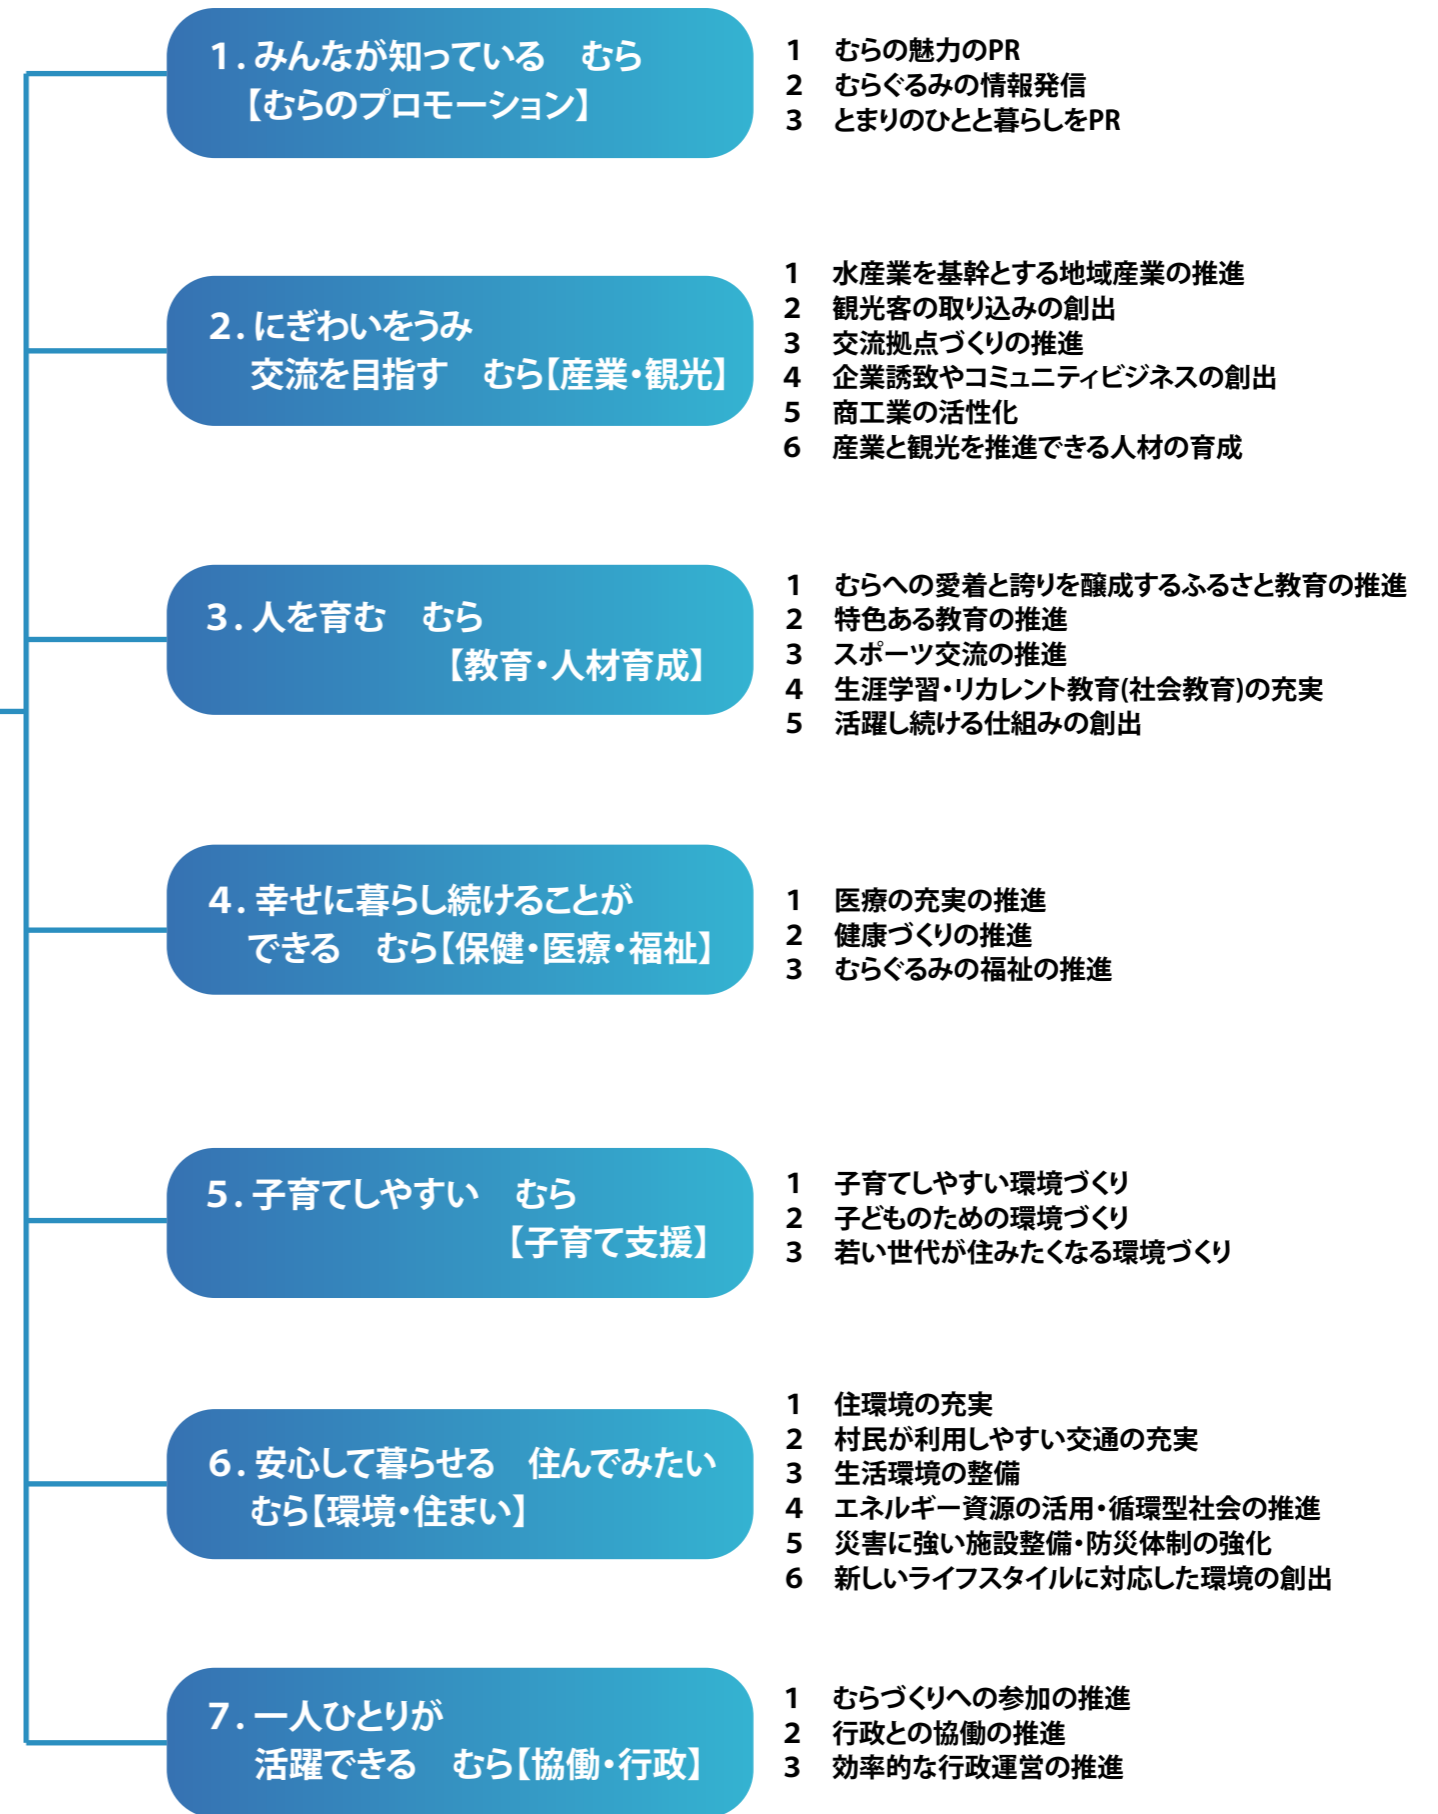 1. みんなが知っている　むら
【むらのプロモーション】
1　むらの魅力のPR
2　むらぐるみの情報発信
3　とまりのひとと暮らしをPR
2. にぎわいをうみ
交流を目指す　むら【産業・観光】
1　水産業を基幹とする地域産業の推進
2　観光客の取り込みの創出
3　交流拠点づくりの推進
4　企業誘致やコミュニティビジネスの創出
5　商工業の活性化
6　産業と観光を推進できる人材の育成
3. 人を育む　むら
【教育・人材育成】
1　むらへの愛着と誇りを醸成するふるさと教育の推進
2　特色ある教育の推進
3　スポーツ交流の推進
4　生涯学習・リカレント教育(社会教育)の充実
5　活躍し続ける仕組みの創出
4. 幸せに暮らし続けることが
できる　むら【保健・医療・福祉】
1　医療の充実の推進
2　健康づくりの推進
3　むらぐるみの福祉の推進
5. 子育てしやすい　むら
【子育て支援】
1　子育てしやすい環境づくり
2　子どものための環境づくり
3　若い世代が住みたくなる環境づくり
6. 安心して暮らせる　住んでみたい
むら【環境・住まい】
1　住環境の充実
2　村民が利用しやすい交通の充実
3　生活環境の整備
4　エネルギー資源の活用・循環型社会の推進
5　災害に強い施設整備・防災体制の強化
6　新しいライフスタイルに対応した環境の創出
7. 一人ひとりが
活躍できる　むら【協働・行政】
1　むらづくりへの参加の推進
2　行政との協働の推進
3　効率的な行政運営の推進